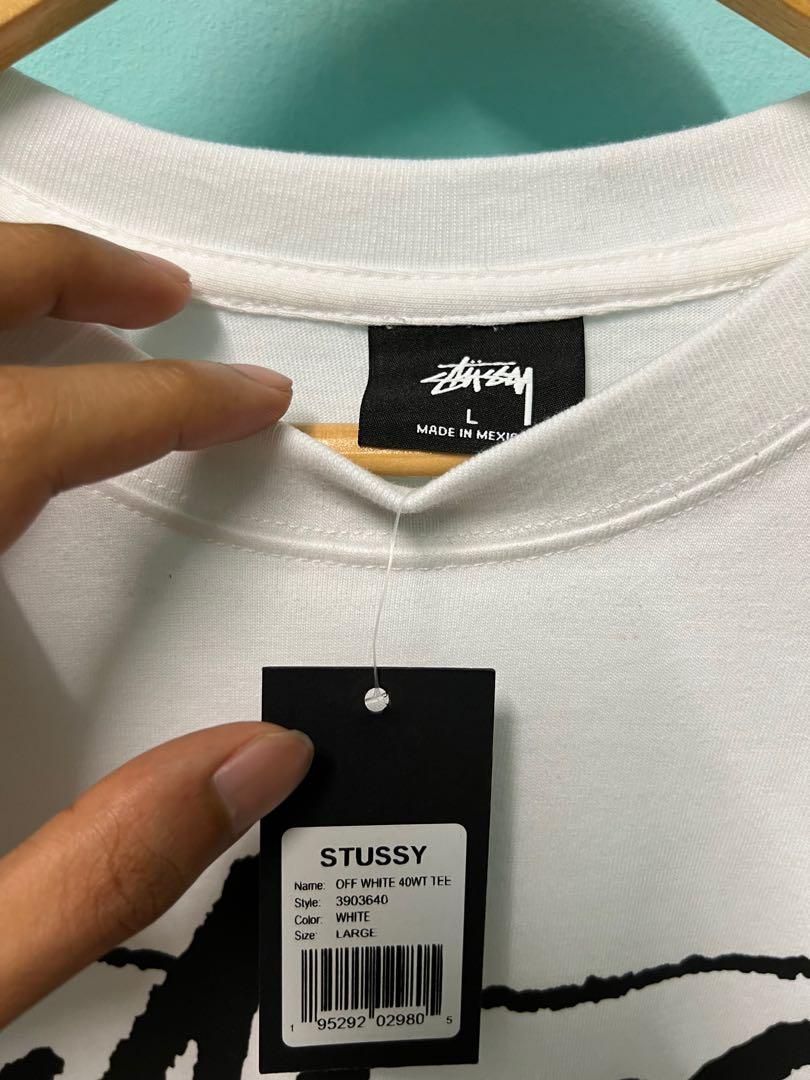 Stüssy
L
MADE IN MEXIC
STUSSY
Name: OFF WHITE 40WT TEE
Style: 3903640
Color: WHITE
Size: LARGE
1 95292 02980 5